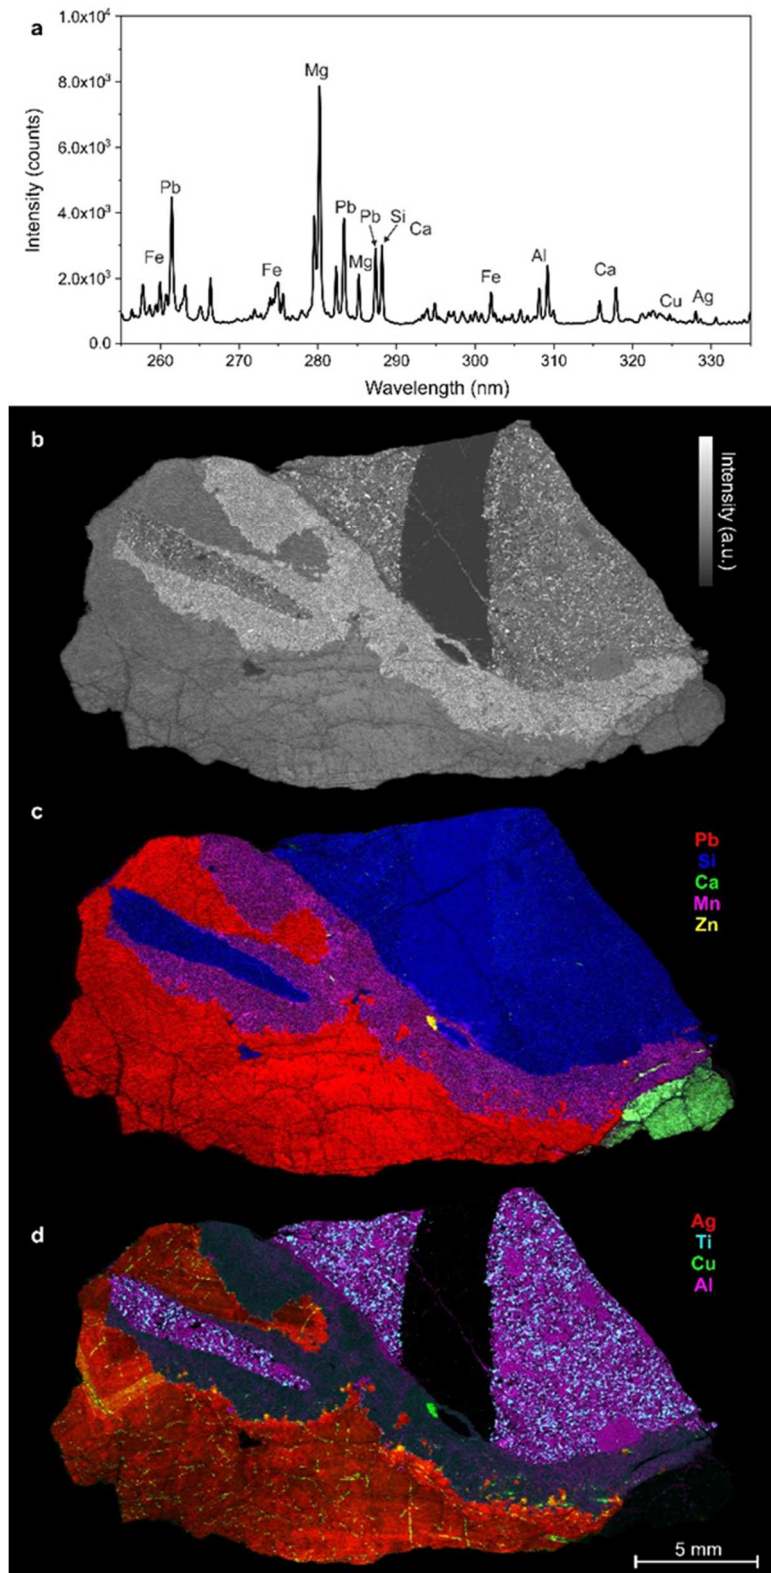 a
1.0x10⁴
8.0x10³
6.0x10³
4.0x10³
2.0x10³
0.0
Intensity (counts)
Mg
Pb
Fe
Fe
Pb
Pb
Si
Ca
Mg
Fe
Al
Ca
Cu
Ag
260 270 280 290 300 310 320 330
Wavelength (nm)
b
Intensity (a.u.)
c
Pb
Si
Ca
Mn
Zn
d
Ag
Ti
Cu
Al
5 mm